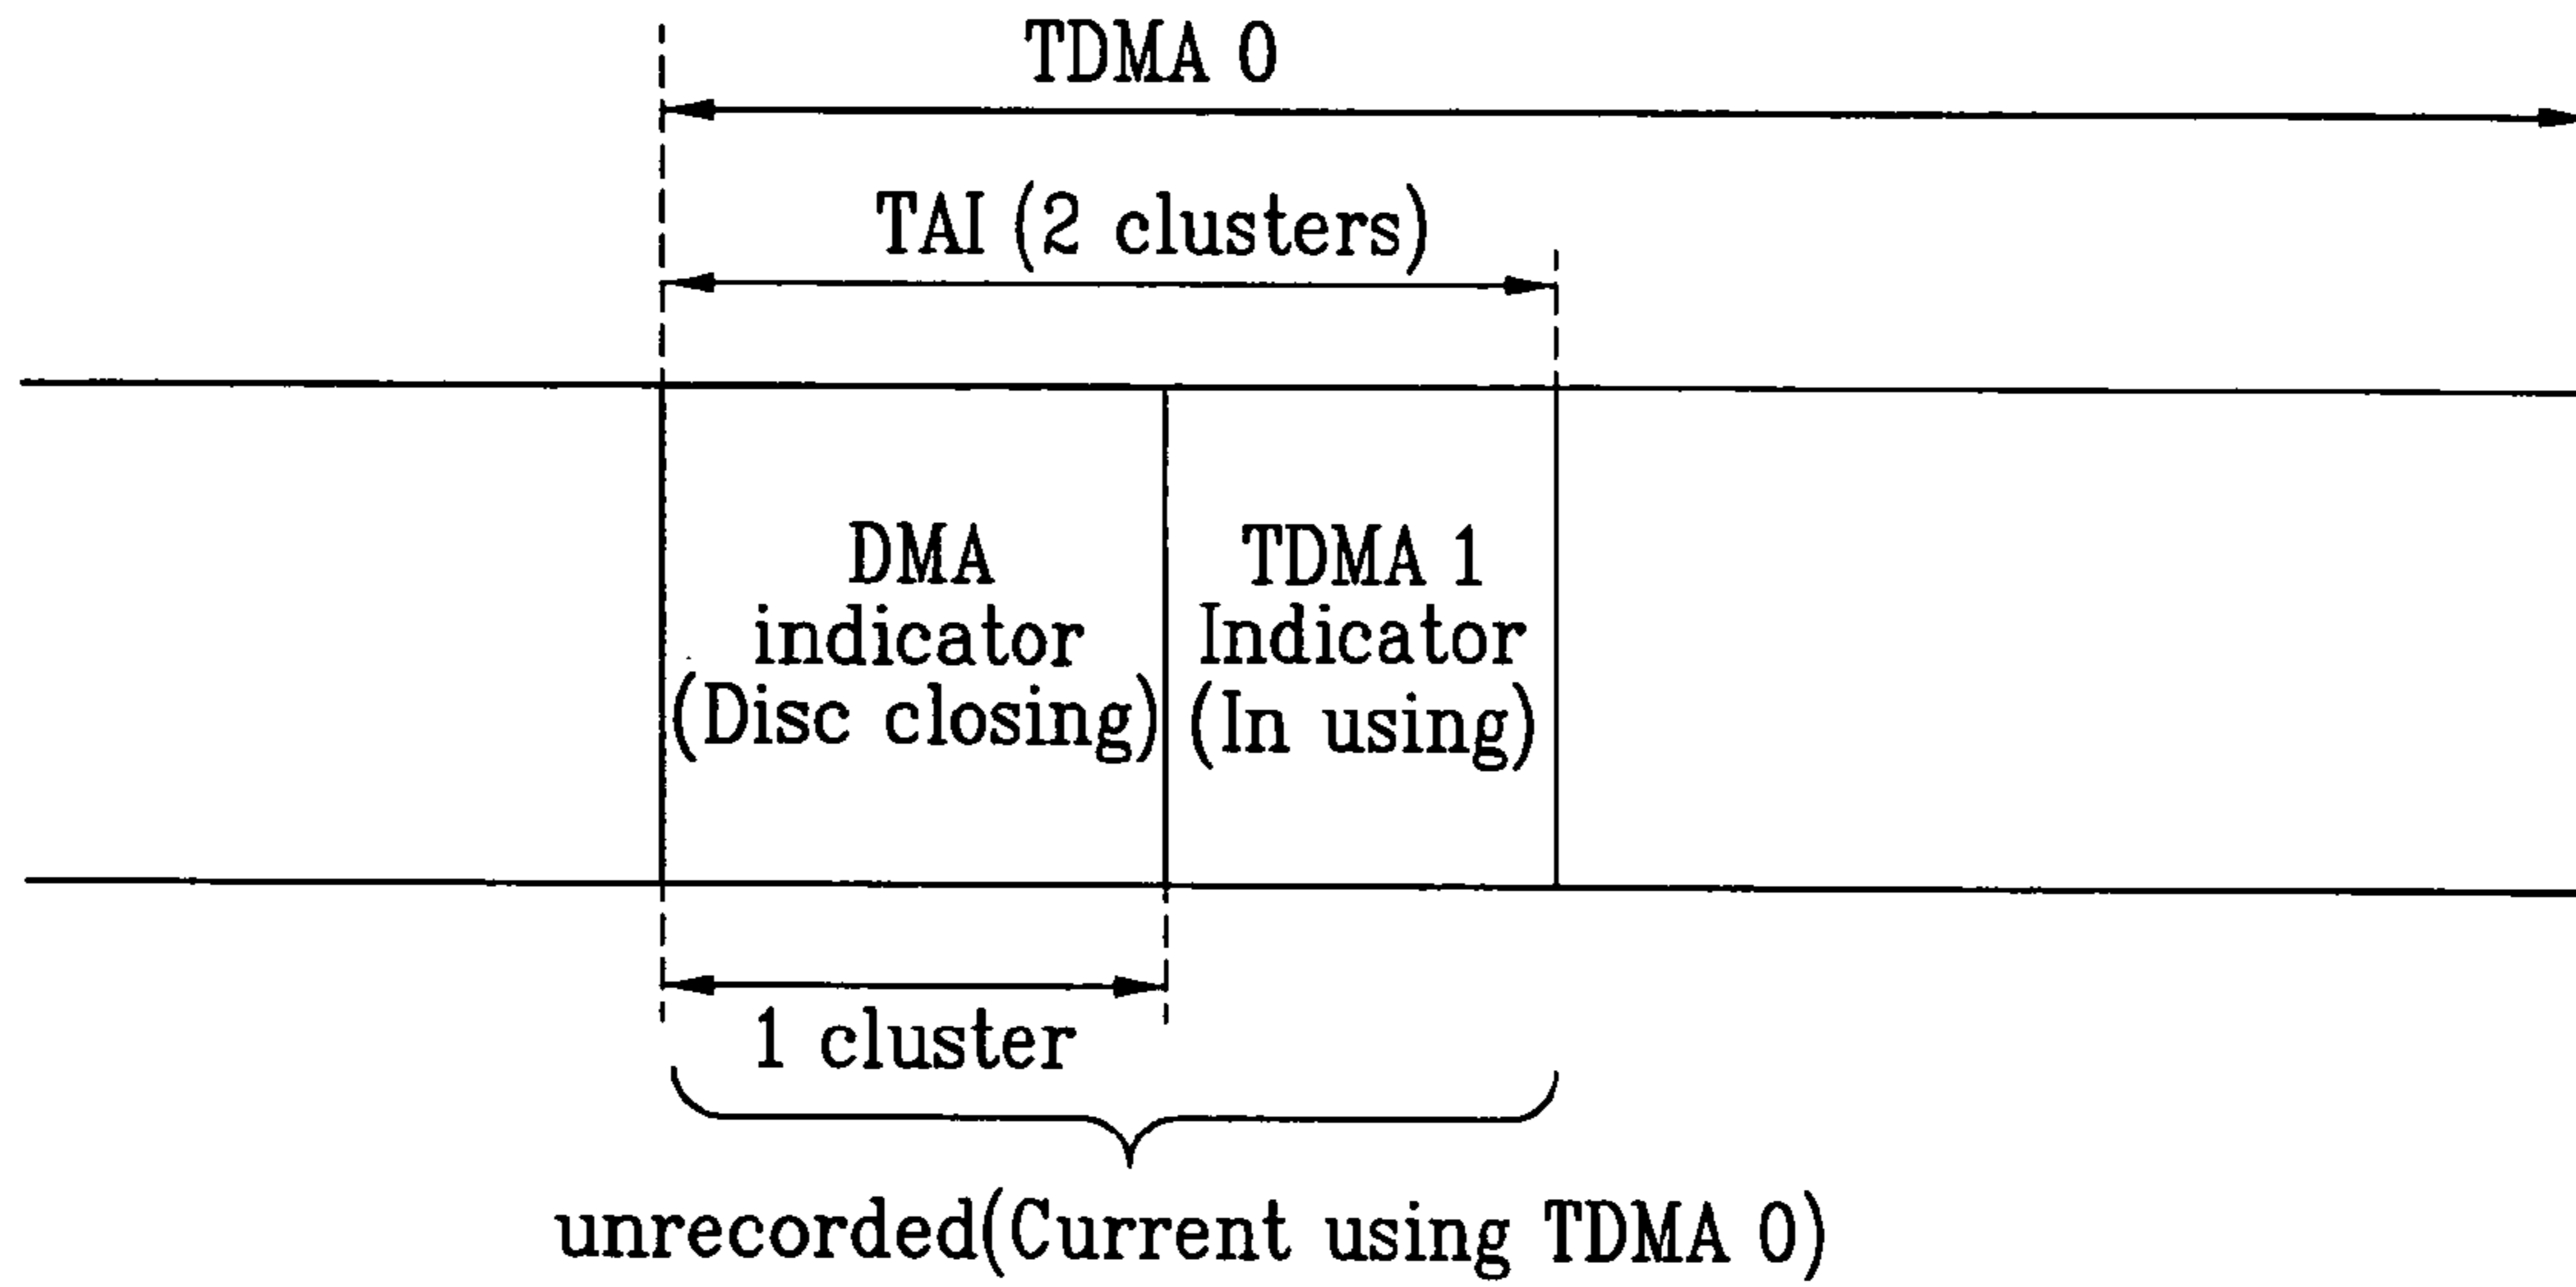 TDMA 0
TAI (2 clusters)
DMA
indicator
(Disc closing)
TDMA 1
Indicator
(In using)
1 cluster
unrecorded(Current using TDMA 0)